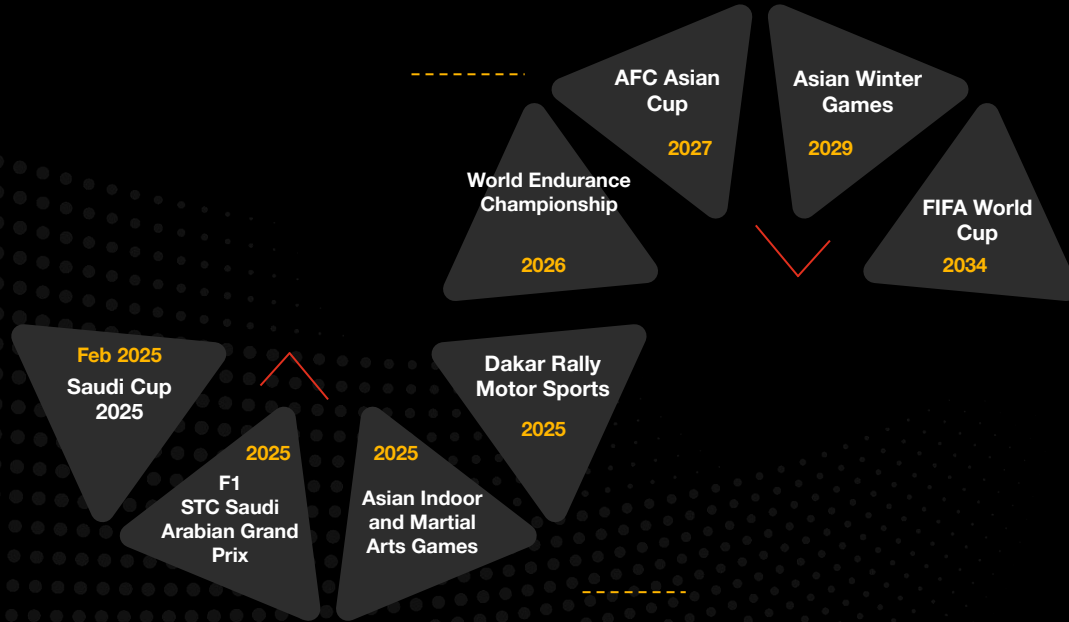 Feb 2025
Saudi Cup
2025
2025
F1
STC Saudi
Arabian Grand
Prix
2025
Asian Indoor
and Martial
Arts Games
Dakar Rally
Motor Sports
2025
World Endurance
Championship
2026
AFC Asian
Cup
2027
Asian Winter
Games
2029
FIFA World
Cup
2034